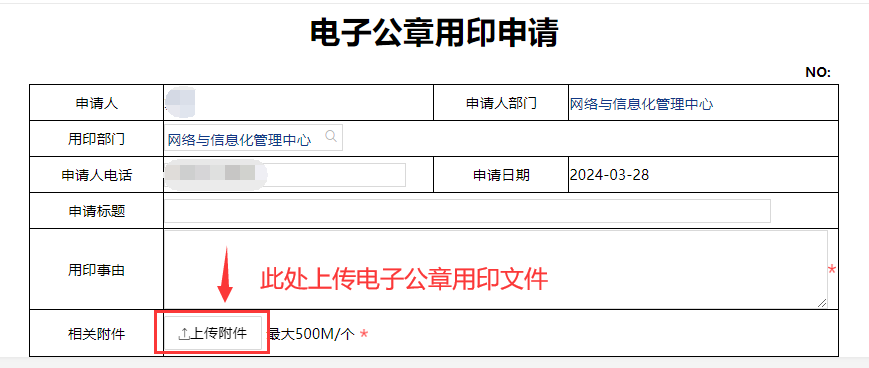 电子公章用印申请
NO:
申请人 申请人部门 网络与信息化管理中心
用印部门 网络与信息化管理中心
申请人电话 申请日期 2024-03-28
申请标题
用印事由 此处上传电子公章用印文件 *
相关附件 上传附件 最大500M/个 *